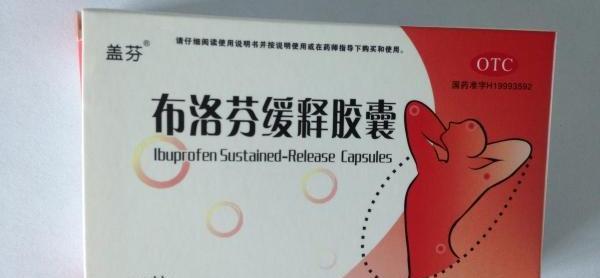 盖芬®
请仔细阅读使用说明书并按说明使用或在药师指导下购买和使用。
OTC
国药准字H19993592
布洛芬缓释胶囊
Ibuprofen Sustained-Release Capsules